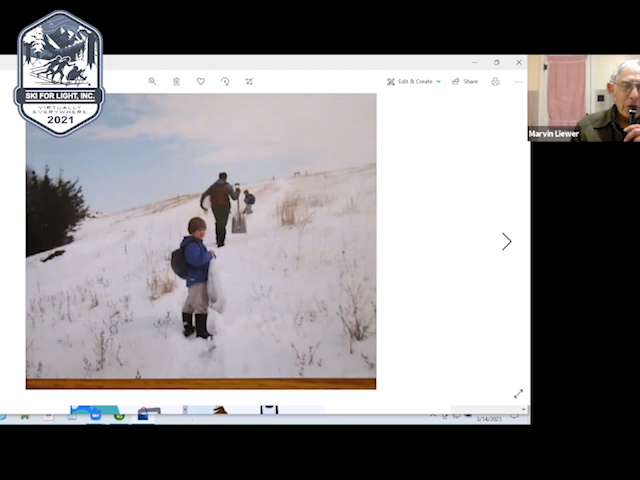 SKI FOR LIGHT, INC.
VIRTUALLY
EVERYWHERE
2021
Edit & Create
Share
Marvin Liewer
3/14/2021